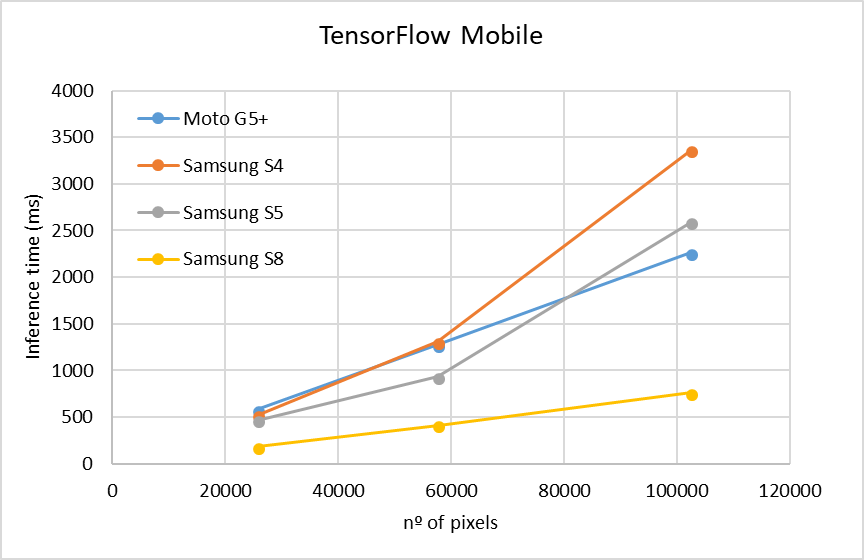 TensorFlow Mobile
4000
3500
3000
2500
2000
1500
1000
500
0
Inference time (ms)
Moto G5+
Samsung S4
Samsung S5
Samsung S8
0 20000 40000 60000 80000 100000 120000
nº of pixels